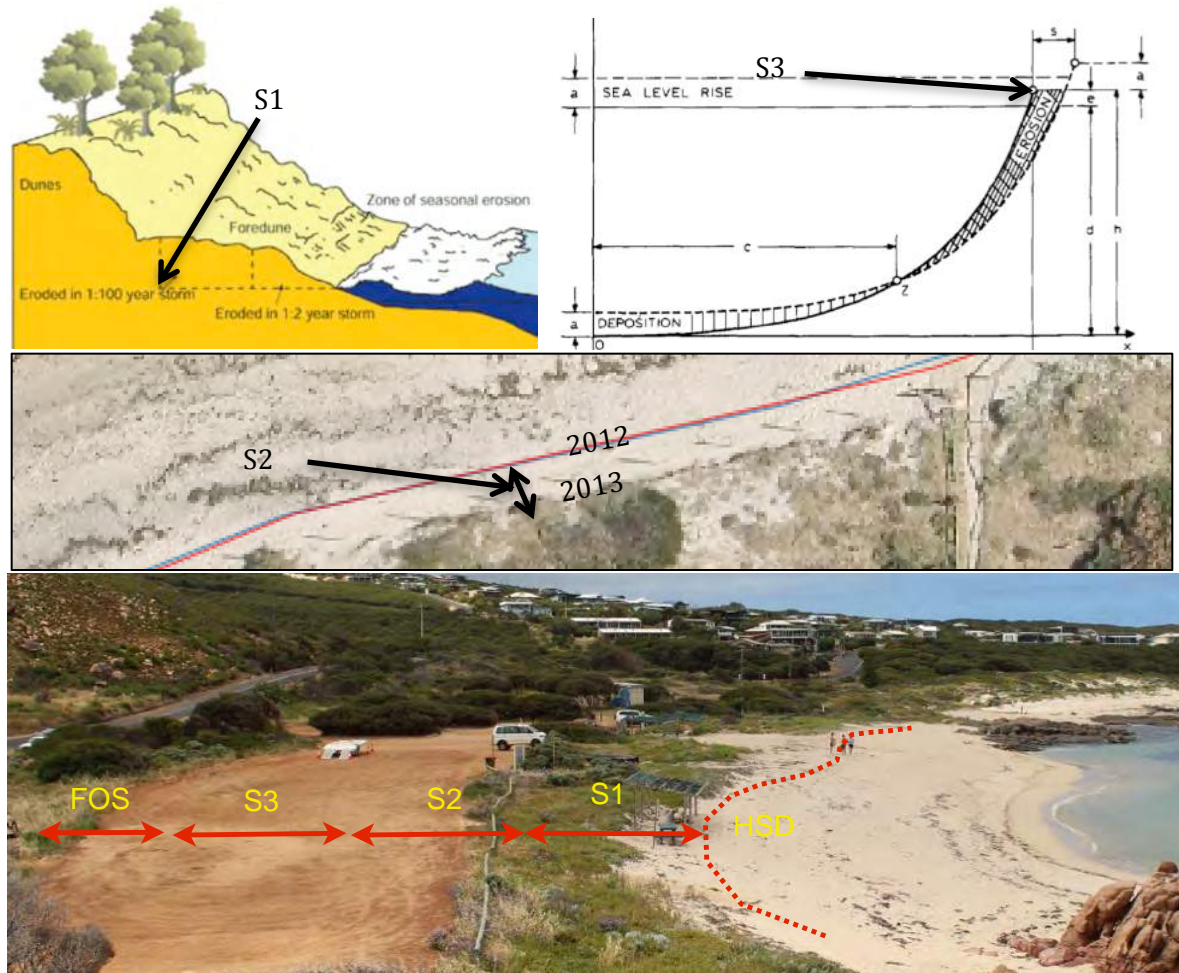 S1
Dunes
Zone of seasonal erosion
Foredune
Eroded in 1:100 year storm
Eroded in 1:2 year storm
S3
s
a
SEA LEVEL RISE
a
e
EROSION
c
d
h
Z
DEPOSITION
a
O
x
S2
2012
2013
FOS
S3
S2
S1
HSD